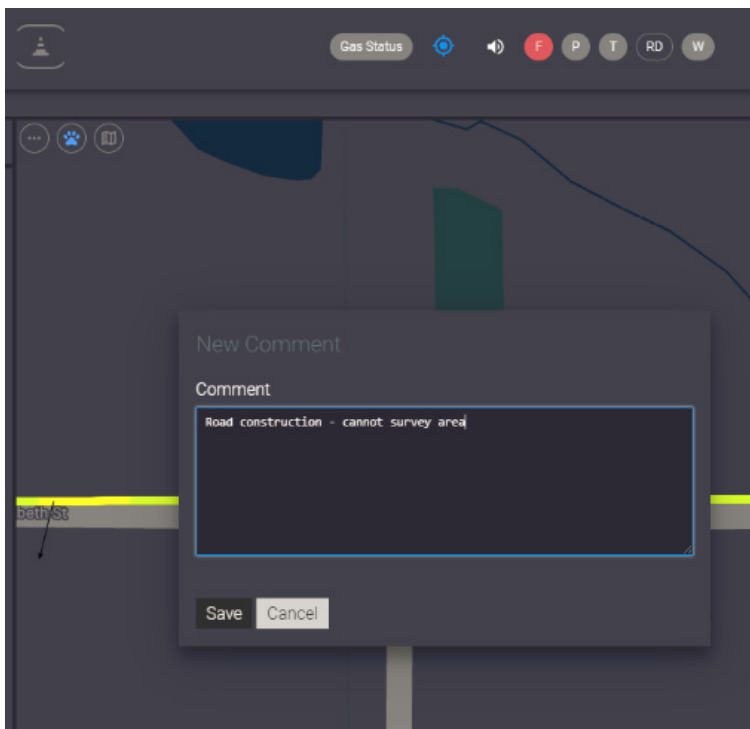 Gas Status
F
P
T
RD
W
New Comment
Comment
Road construction - cannot survey area
beth St
Save
Cancel